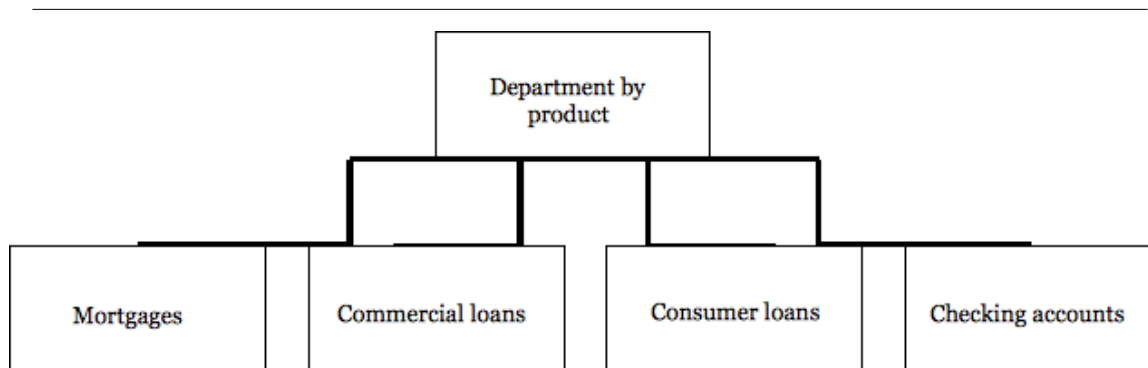 Department by
product
Mortgages
Commercial loans
Consumer loans
Checking accounts